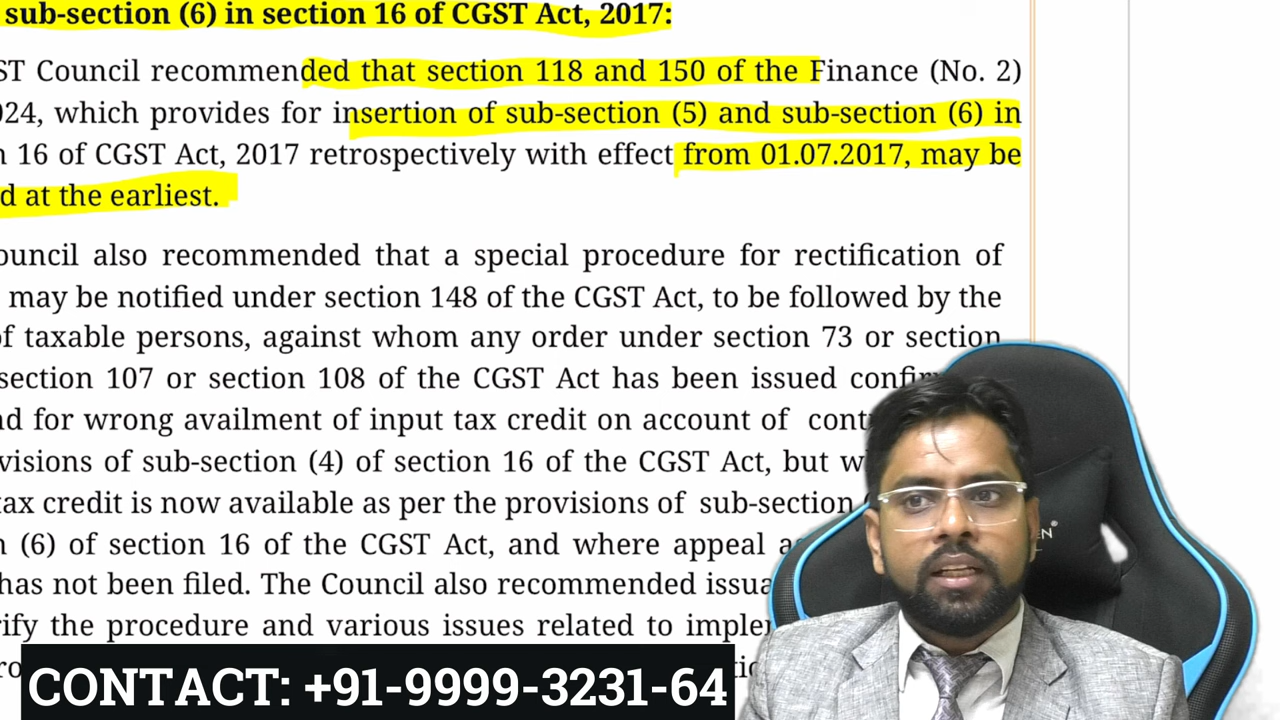 sub-section (6) in section 16 of CGST Act, 2017:
ST Council recommended that section 118 and 150 of the Finance (No. 2)
024, which provides for insertion of sub-section (5) and sub-section (6) in
n 16 of CGST Act, 2017 retrospectively with effect from 01.07.2017, may be
d at the earliest.
ouncil also recommended that a special procedure for rectification of
may be notified under section 148 of the CGST Act, to be followed by the
of taxable persons, against whom any order under section 73 or section
section 107 or section 108 of the CGST Act has been issued confir
nd for wrong availment of input tax credit on account of cont
visions of sub-section (4) of section 16 of the CGST Act, but w
tax credit is now available as per the provisions of sub-section
n (6) of section 16 of the CGST Act, and where appeal a
has not been filed. The Council also recommended issua
rify the procedure and various issues related to imple
CONTACT: +91-9999-3231-64